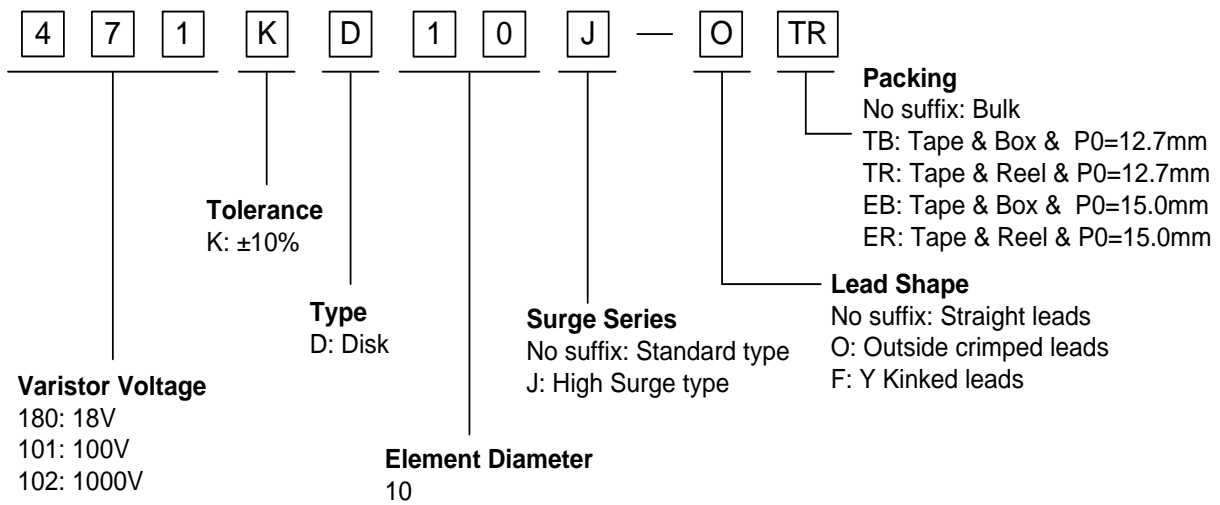 4 7 1 K D 1 0 J — O TR
Packing
No suffix: Bulk
TB: Tape & Box & P0=12.7mm
TR: Tape & Reel & P0=12.7mm
EB: Tape & Box & P0=15.0mm
ER: Tape & Reel & P0=15.0mm
Tolerance
K: ±10%
Lead Shape
No suffix: Straight leads
O: Outside crimped leads
F: Y Kinked leads
Type
D: Disk
Surge Series
No suffix: Standard type
J: High Surge type
Varistor Voltage
180: 18V
101: 100V
102: 1000V
Element Diameter
10